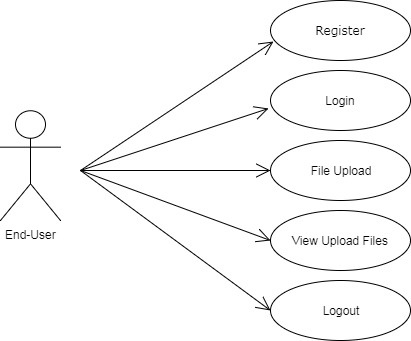 Register
Login
File Upload
End-User
View Upload Files
Logout